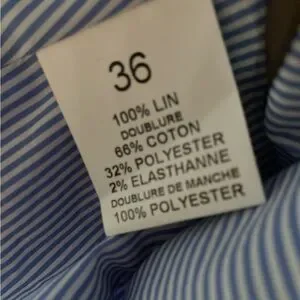 36
100% LIN
DOUBLURE
66% COTON
32% POLYESTER
2% ELASTHANNE
DOUBLURE DE MANCHE
100% POLYESTER